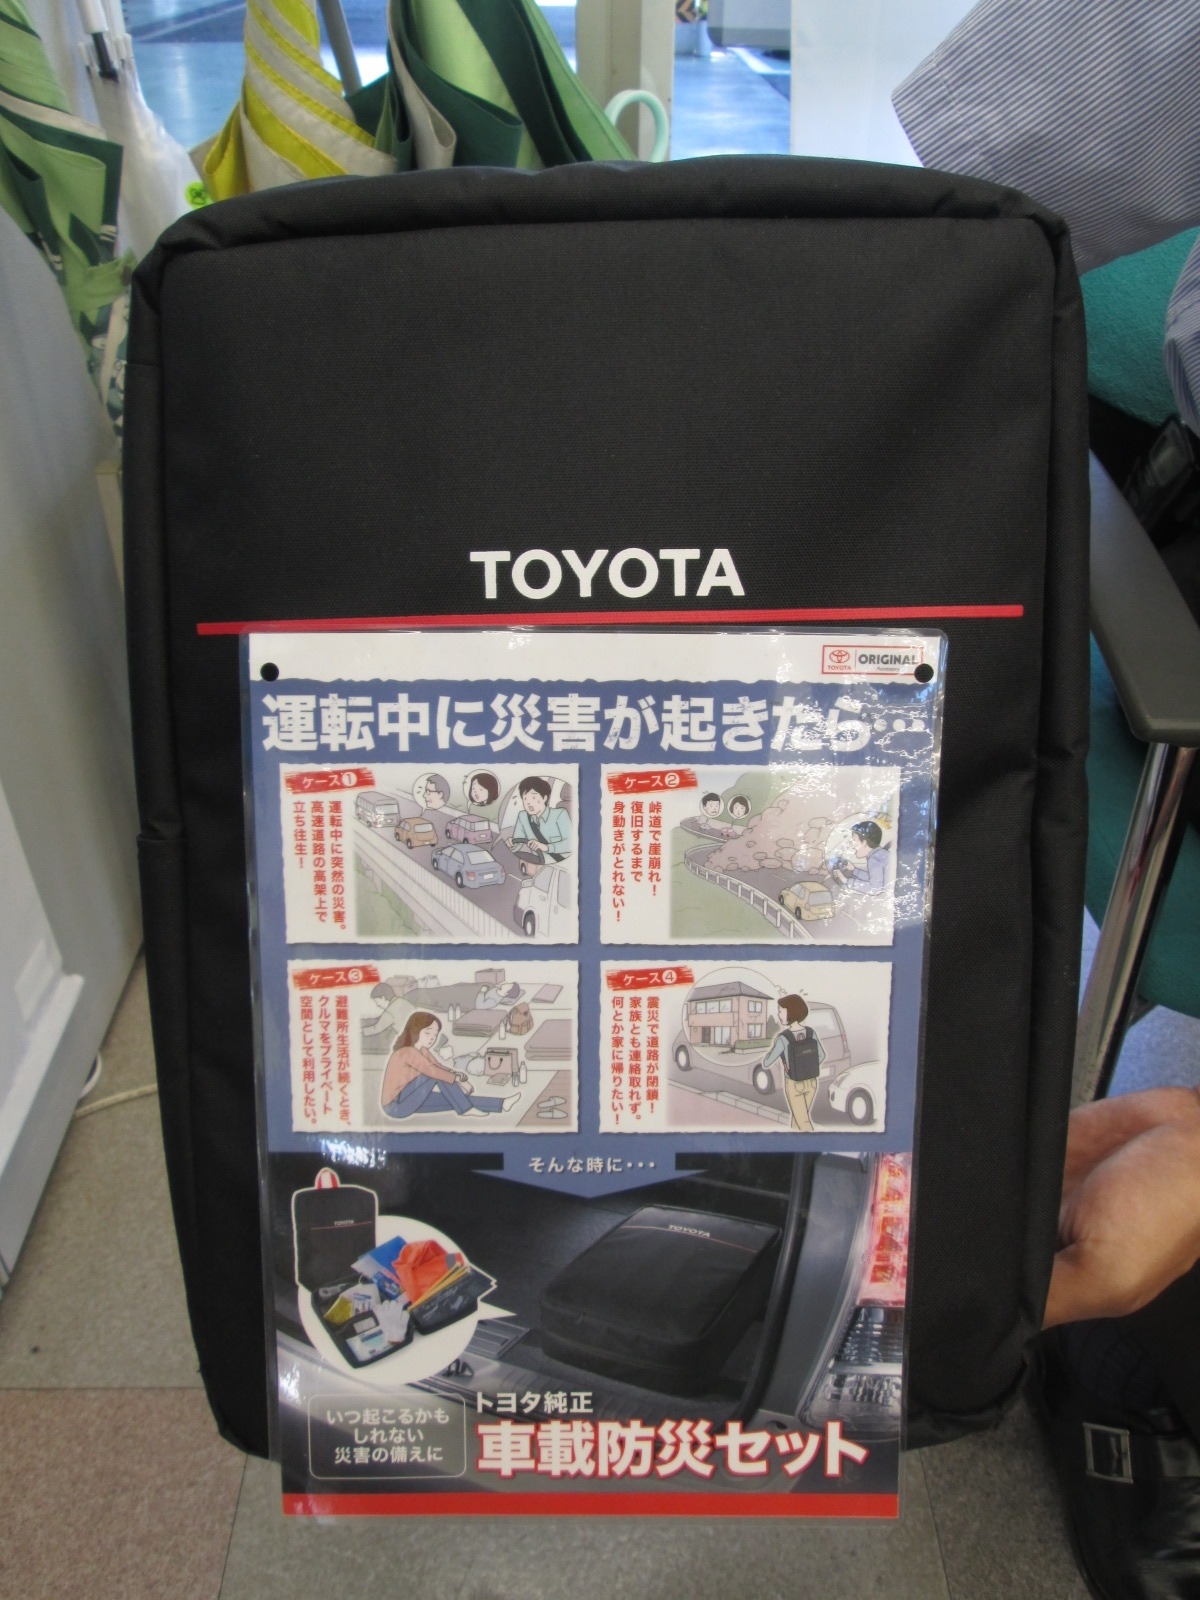 TOYOTA
TOYOTA
ORIGINAL
運転中に災害が起きたら…
ケース1
運転中に突然の災害。
高速道路の高架上で
立ち往生！
ケース2
峠道で崖崩れ！
復旧するまで
身動きがとれない！
ケース3
避難所生活が続くとき、
クルマをプライベート
空間として利用したい。
ケース4
震災で道路が閉鎖！
家族とも連絡取れず。
何とか家に帰りたい！
そんな時に・・・
TOYOTA
TOYOTA
いつ起こるかも
しれない
災害の備えに
トヨタ純正
車載防災セット